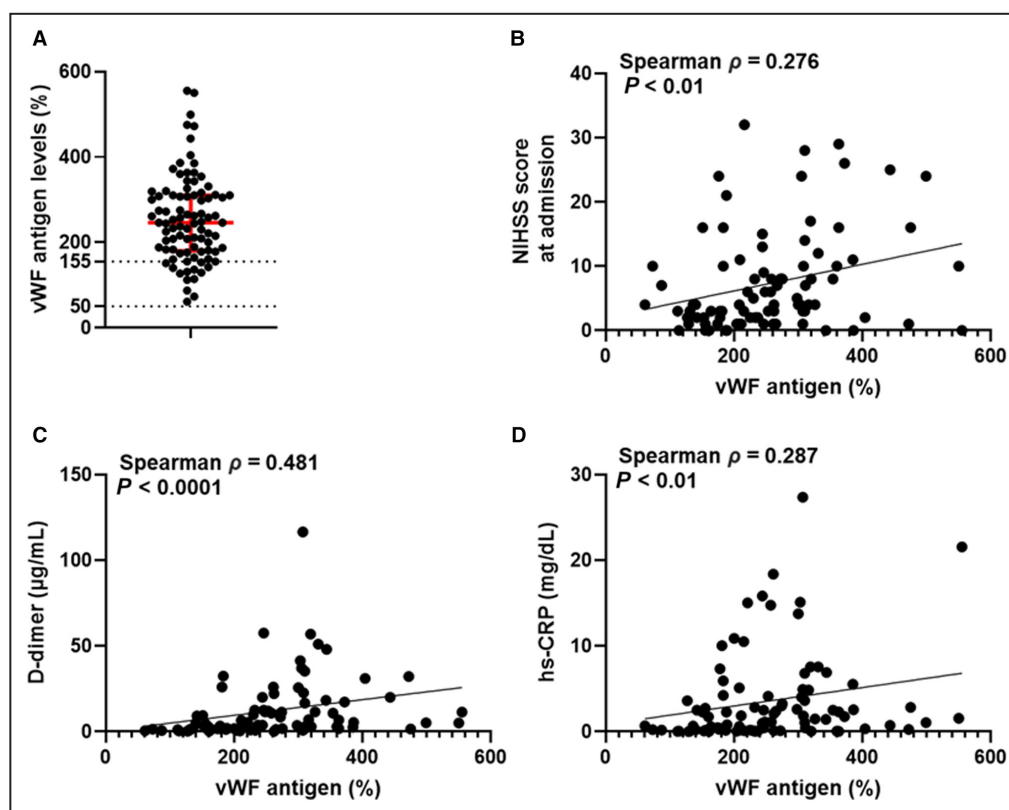 A
vWF antigen levels (%)
600
400
200
155
50
0
B
Spearman ρ = 0.276
P < 0.01
NIHSS score
at admission
40
30
20
10
0
0 200 400 600
vWF antigen (%)
C
Spearman ρ = 0.481
P < 0.0001
D-dimer (µg/mL)
150
100
50
0
0 200 400 600
vWF antigen (%)
D
Spearman ρ = 0.287
P < 0.01
hs-CRP (mg/dL)
30
20
10
0
0 200 400 600
vWF antigen (%)